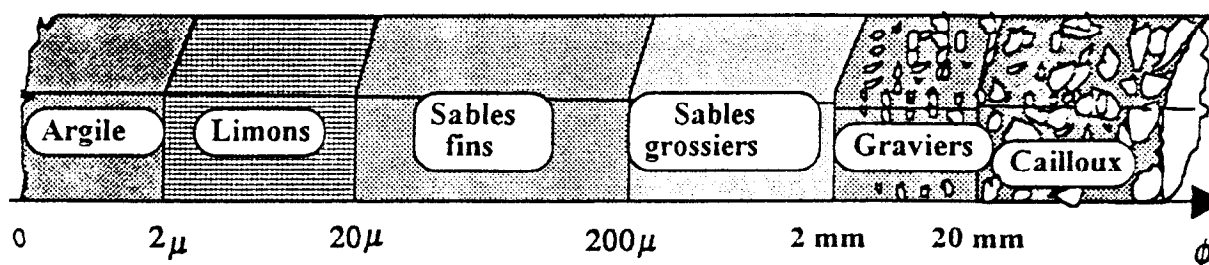 Argile
Limons
Sables
fins
Sables
grossiers
Graviers
Cailloux
0 2μ 20μ 200μ 2 mm 20 mm ϕ